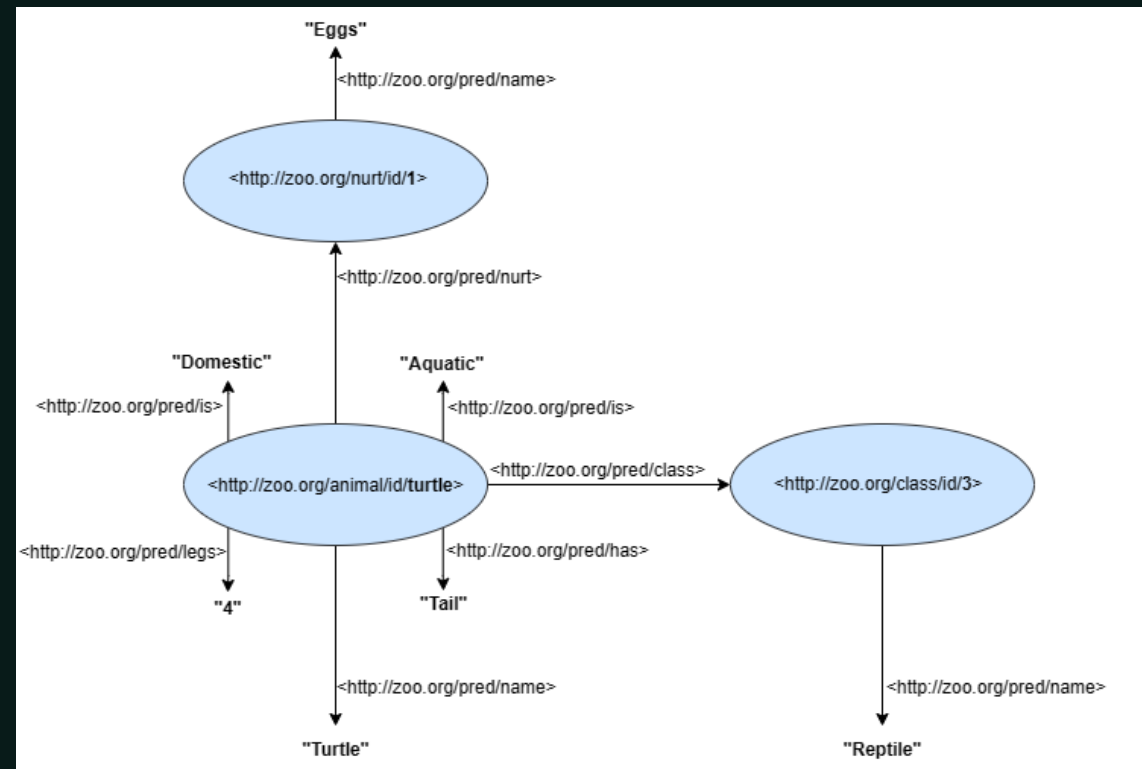 "Eggs"
<http://zoo.org/pred/name>
<http://zoo.org/nurt/id/1>
<http://zoo.org/pred/nurt>
"Domestic"
"Aquatic"
<http://zoo.org/pred/is>
<http://zoo.org/pred/is>
<http://zoo.org/animal/id/turtle>
<http://zoo.org/pred/class>
<http://zoo.org/class/id/3>
<http://zoo.org/pred/legs>
<http://zoo.org/pred/has>
"4"
"Tail"
<http://zoo.org/pred/name>
<http://zoo.org/pred/name>
"Turtle"
"Reptile"